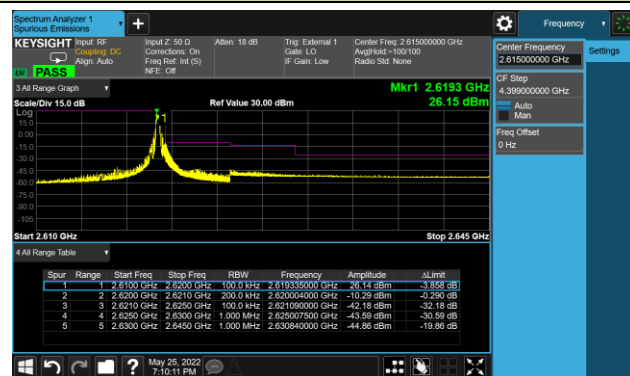 Spectrum Analyzer 1
Spurious Emissions
Frequency
KEYSIGHT Input: RF Input Z: 50 Ω Atten: 18 dB Trig: External 1 Center Freq: 2.615000000 GHz
Coupling: DC Corrections: On Gate: LO Avg|Hold:>100/100
Align: Auto Freq Ref: Int (S) IF Gain: Low Radio Std: None
NFE: Off
PASS
Center Frequency
2.615000000 GHz
Settings
CF Step
4.399000000 GHz
Auto
Man
Freq Offset
0 Hz
3 All Range Graph
Mkr1 2.6193 GHz
Scale/Div 15.0 dB Ref Value 30.00 dBm 26.15 dBm
Log
15.0
0.00
-15.0
-30.0
-45.0
-60.0
-75.0
-90.0
-105
1
Start 2.610 GHz Stop 2.645 GHz
4 All Range Table
Spur Range Start Freq Stop Freq RBW Frequency Amplitude ΔLimit
1 1 2.6100 GHz 2.6200 GHz 100.0 kHz 2.619335000 GHz 26.14 dBm -3.858 dB
2 2 2.6200 GHz 2.6210 GHz 200.0 kHz 2.620004000 GHz -10.29 dBm -0.290 dB
3 3 2.6210 GHz 2.6250 GHz 100.0 kHz 2.621090000 GHz -42.18 dBm -32.18 dB
4 4 2.6250 GHz 2.6300 GHz 1.000 MHz 2.625007500 GHz -43.59 dBm -30.59 dB
5 5 2.6300 GHz 2.6450 GHz 1.000 MHz 2.630840000 GHz -44.86 dBm -19.86 dB
May 25, 2022
7:10:11 PM